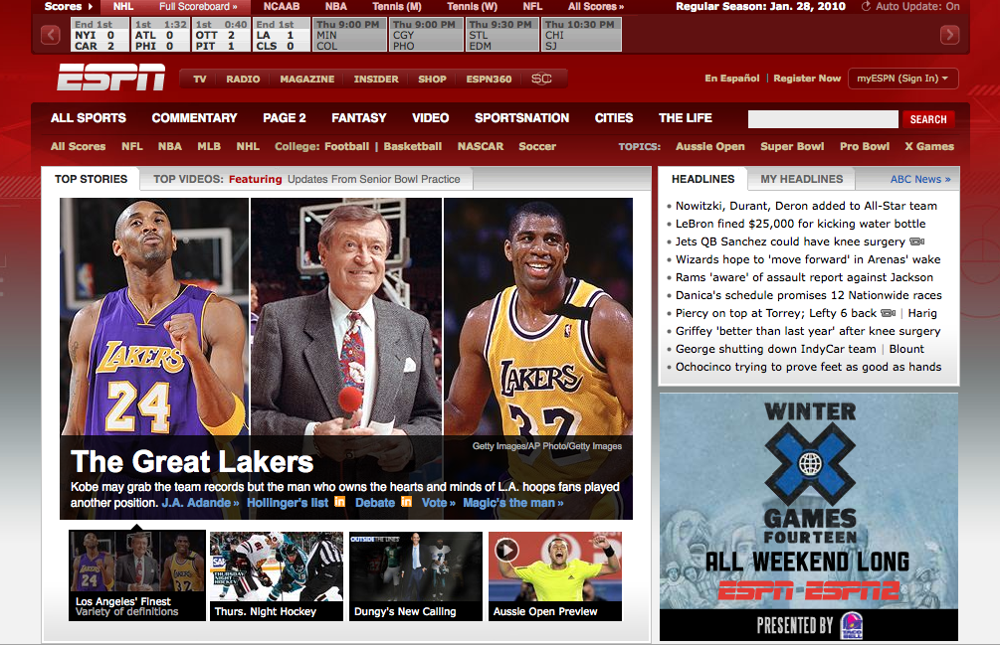 Scores NHL Full Scoreboard » NCAAB NBA Tennis (M) Tennis (W) NFL All Scores » Regular Season: Jan. 28, 2010 Auto Update: On
End 1st 1st 1:32 1st 0:40 End 1st Thu 9:00 PM Thu 9:00 PM Thu 9:30 PM Thu 10:30 PM
NYI 0 ATL 0 OTT 2 LA 1 MIN CGY STL CHI
CAR 2 PHI 0 PIT 1 CLS 0 COL PHO EDM SJ
ESPN TV RADIO MAGAZINE INSIDER SHOP ESPN360 SC En Español | Register Now myESPN (Sign In)
ALL SPORTS COMMENTARY PAGE 2 FANTASY VIDEO SPORTSNATION CITIES THE LIFE SEARCH
All Scores NFL NBA MLB NHL College: Football | Basketball NASCAR Soccer TOPICS: Aussie Open Super Bowl Pro Bowl X Games
TOP STORIES TOP VIDEOS: Featuring Updates From Senior Bowl Practice
LAKERS
24
LAKERS
32
Getty Images/AP Photo/Getty Images
The Great Lakers
Kobe may grab the team records but the man who owns the hearts and minds of L.A. hoops fans played
another position. J.A. Adande » Hollinger's list in Debate in Vote » Magic's the man »
Los Angeles' Finest
Variety of definitions
THURSDAY
NIGHT
HOCKEY
Thurs. Night Hockey
OUTSIDE THE LINES
Dungy's New Calling
Aussie Open Preview
HEADLINES MY HEADLINES ABC News »
• Nowitzki, Durant, Deron added to All-Star team
• LeBron fined $25,000 for kicking water bottle
• Jets QB Sanchez could have knee surgery
• Wizards hope to 'move forward' in Arenas' wake
• Rams 'aware' of assault report against Jackson
• Danica's schedule promises 12 Nationwide races
• Piercy on top at Torrey; Lefty 6 back | Harig
• Griffey 'better than last year' after knee surgery
• George shutting down IndyCar team | Blount
• Ochocinco trying to prove feet as good as hands
WINTER
X
GAMES
FOURTEEN
ALL WEEKEND LONG
ESPN - ESPN2
PRESENTED BY TACO BELL